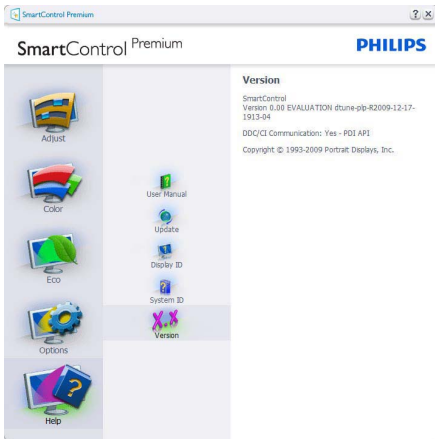 SmartControl Premium
SmartControl Premium
PHILIPS
Adjust
Color
Eco
Options
Help
User Manual
Update
Display ID
System ID
X.X
Version
Version
SmartControl
Version 0.00 EVALUATION dtune-plp-R2009-12-17-
1913-04
DDC/CI Communication: Yes - PDI API
Copyright © 1993-2009 Portrait Displays, Inc.